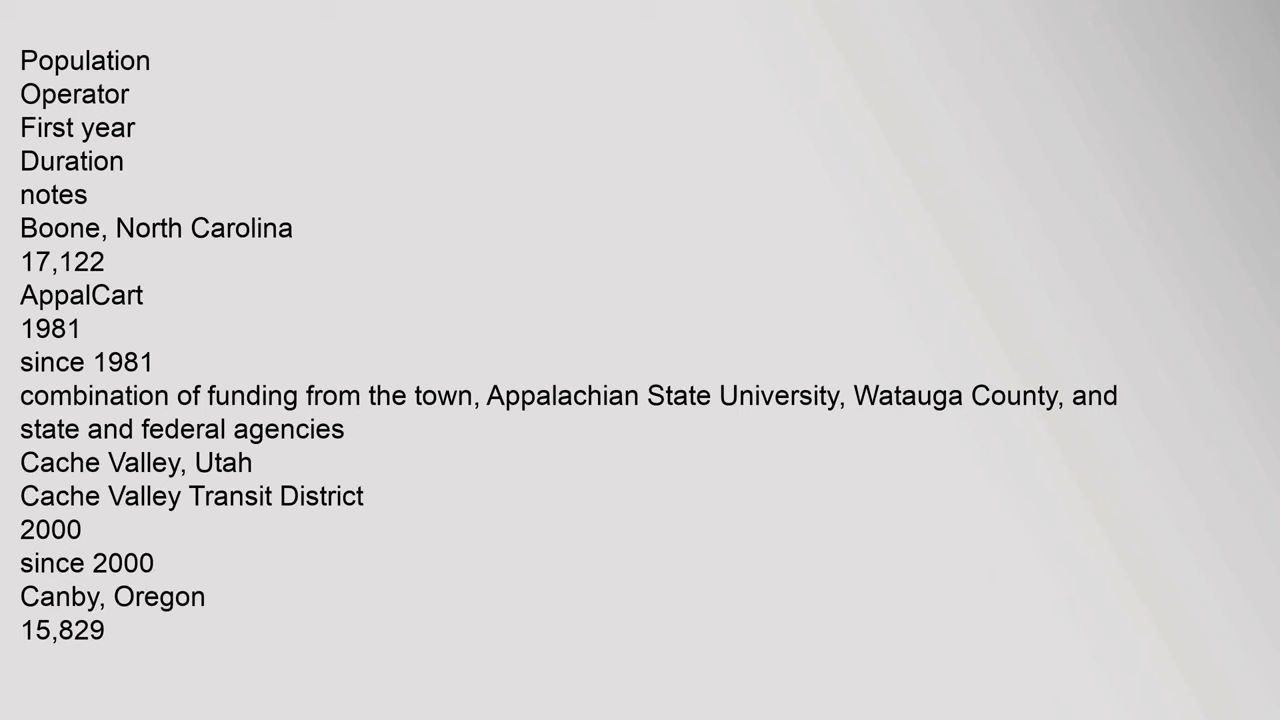 Population
Operator
First year
Duration
notes
Boone, North Carolina
17,122
AppalCart
1981
since 1981
combination of funding from the town, Appalachian State University, Watauga County, and
state and federal agencies
Cache Valley, Utah
Cache Valley Transit District
2000
since 2000
Canby, Oregon
15,829